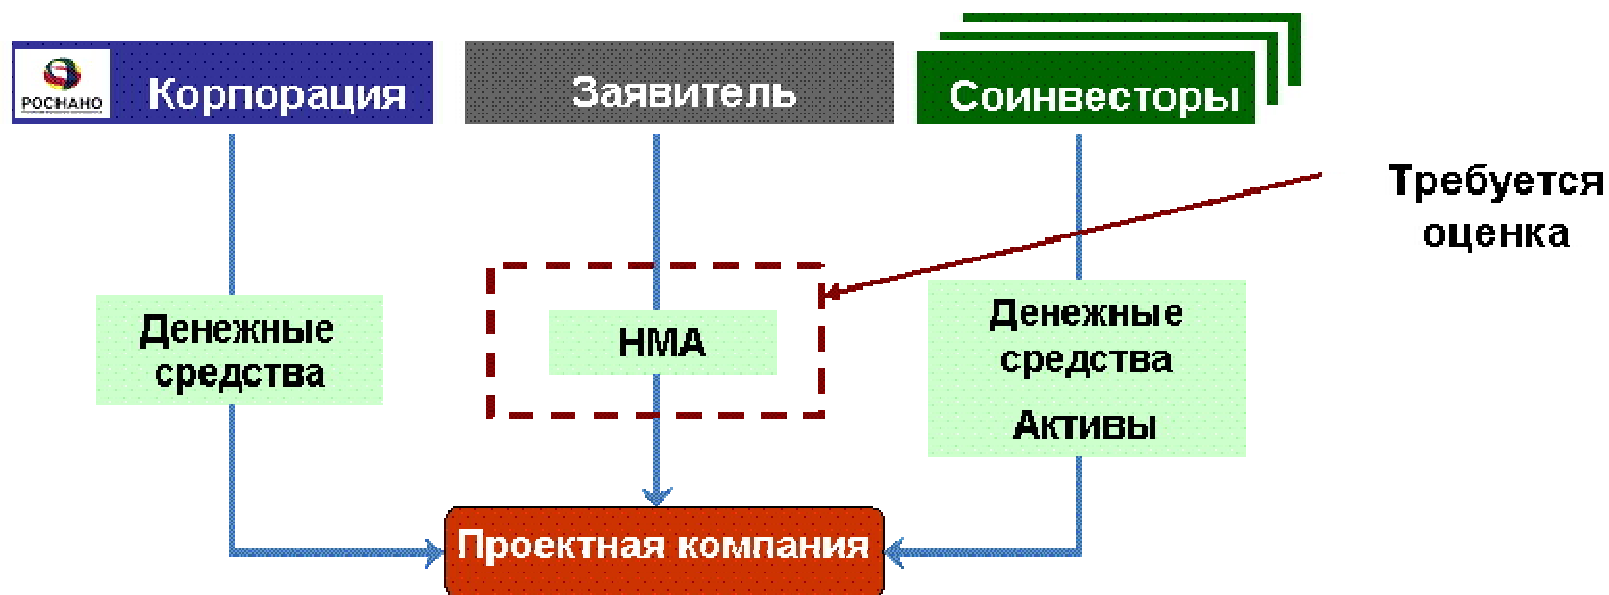 РОСНАНО
Корпорация
Заявитель
Соинвесторы
Требуется
оценка
Денежные
средства
НМА
Денежные
средства
Активы
Проектная компания